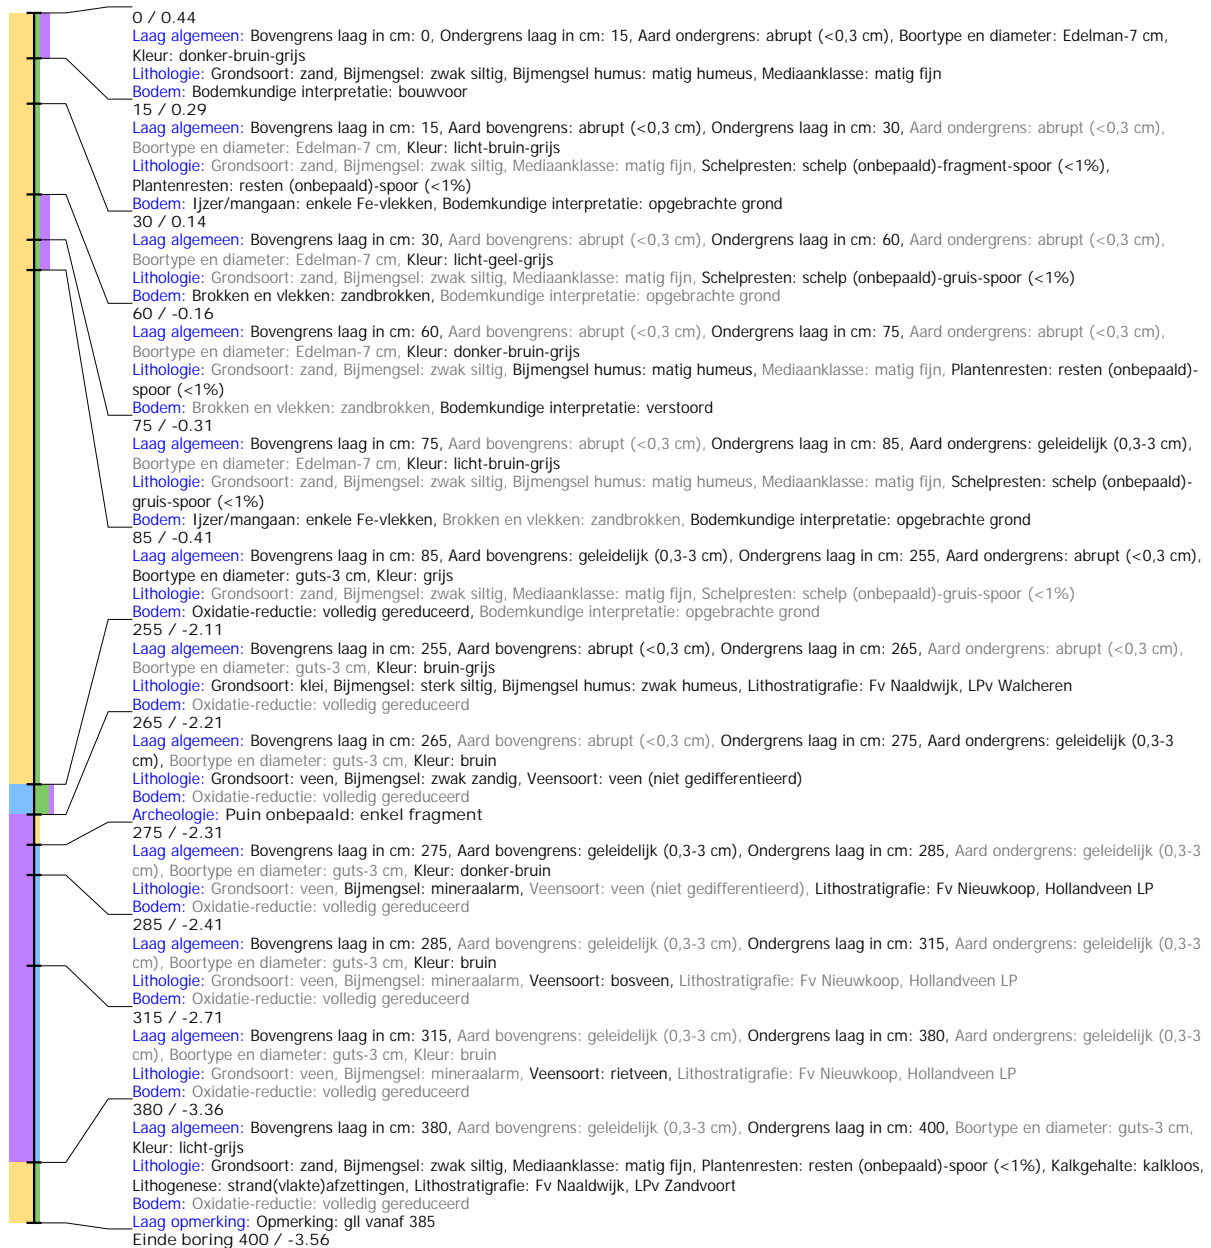 0 / 0.44
Laag algemeen: Bovengrens laag in cm: 0, Ondergrens laag in cm: 15, Aard ondergrens: abrupt (<0,3 cm), Boortype en diameter: Edelman-7 cm,
Kleur: donker-bruin-grijs
Lithologie: Grondsoort: zand, Bijmengsel: zwak siltig, Bijmengsel humus: matig humeus, Mediaanklasse: matig fijn
Bodem: Bodemkundige interpretatie: bouwvoor
15 / 0.29
Laag algemeen: Bovengrens laag in cm: 15, Aard bovengrens: abrupt (<0,3 cm), Ondergrens laag in cm: 30, Aard ondergrens: abrupt (<0,3 cm),
Boortype en diameter: Edelman-7 cm, Kleur: licht-bruin-grijs
Lithologie: Grondsoort: zand, Bijmengsel: zwak siltig, Mediaanklasse: matig fijn, Schelpresten: schelp (onbepaald)-fragment-spoor (<1%),
Plantenresten: resten (onbepaald)-spoor (<1%)
Bodem: Ijzer/mangaan: enkele Fe-vlekken, Bodemkundige interpretatie: opgebrachte grond
30 / 0.14
Laag algemeen: Bovengrens laag in cm: 30, Aard bovengrens: abrupt (<0,3 cm), Ondergrens laag in cm: 60, Aard ondergrens: abrupt (<0,3 cm),
Boortype en diameter: Edelman-7 cm, Kleur: licht-geel-grijs
Lithologie: Grondsoort: zand, Bijmengsel: zwak siltig, Mediaanklasse: matig fijn, Schelpresten: schelp (onbepaald)-gruis-spoor (<1%)
Bodem: Brokken en vlekken: zandbrokken, Bodemkundige interpretatie: opgebrachte grond
60 / -0.16
Laag algemeen: Bovengrens laag in cm: 60, Aard bovengrens: abrupt (<0,3 cm), Ondergrens laag in cm: 75, Aard ondergrens: abrupt (<0,3 cm),
Boortype en diameter: Edelman-7 cm, Kleur: donker-bruin-grijs
Lithologie: Grondsoort: zand, Bijmengsel: zwak siltig, Bijmengsel humus: matig humeus, Mediaanklasse: matig fijn, Plantenresten: resten (onbepaald)-
spoor (<1%)
Bodem: Brokken en vlekken: zandbrokken, Bodemkundige interpretatie: verstoord
75 / -0.31
Laag algemeen: Bovengrens laag in cm: 75, Aard bovengrens: abrupt (<0,3 cm), Ondergrens laag in cm: 85, Aard ondergrens: geleidelijk (0,3-3 cm),
Boortype en diameter: Edelman-7 cm, Kleur: licht-bruin-grijs
Lithologie: Grondsoort: zand, Bijmengsel: zwak siltig, Bijmengsel humus: matig humeus, Mediaanklasse: matig fijn, Schelpresten: schelp (onbepaald)-
gruis-spoor (<1%)
Bodem: Ijzer/mangaan: enkele Fe-vlekken, Brokken en vlekken: zandbrokken, Bodemkundige interpretatie: opgebrachte grond
85 / -0.41
Laag algemeen: Bovengrens laag in cm: 85, Aard bovengrens: geleidelijk (0,3-3 cm), Ondergrens laag in cm: 255, Aard ondergrens: abrupt (<0,3 cm),
Boortype en diameter: guts-3 cm, Kleur: grijs
Lithologie: Grondsoort: zand, Bijmengsel: zwak siltig, Mediaanklasse: matig fijn, Schelpresten: schelp (onbepaald)-gruis-spoor (<1%)
Bodem: Oxidatie-reductie: volledig gereduceerd, Bodemkundige interpretatie: opgebrachte grond
255 / -2.11
Laag algemeen: Bovengrens laag in cm: 255, Aard bovengrens: abrupt (<0,3 cm), Ondergrens laag in cm: 265, Aard ondergrens: abrupt (<0,3 cm),
Boortype en diameter: guts-3 cm, Kleur: bruin-grijs
Lithologie: Grondsoort: klei, Bijmengsel: sterk siltig, Bijmengsel humus: zwak humeus, Lithostratigrafie: Fv Naaldwijk, LPv Walcheren
Bodem: Oxidatie-reductie: volledig gereduceerd
265 / -2.21
Laag algemeen: Bovengrens laag in cm: 265, Aard bovengrens: abrupt (<0,3 cm), Ondergrens laag in cm: 275, Aard ondergrens: geleidelijk (0,3-3
cm), Boortype en diameter: guts-3 cm, Kleur: bruin
Lithologie: Grondsoort: veen, Bijmengsel: zwak zandig, Veensoort: veen (niet gedifferentieerd)
Bodem: Oxidatie-reductie: volledig gereduceerd
Archeologie: Puin onbepaald: enkel fragment
275 / -2.31
Laag algemeen: Bovengrens laag in cm: 275, Aard bovengrens: geleidelijk (0,3-3 cm), Ondergrens laag in cm: 285, Aard ondergrens: geleidelijk (0,3-3
cm), Boortype en diameter: guts-3 cm, Kleur: donker-bruin
Lithologie: Grondsoort: veen, Bijmengsel: mineraalarm, Veensoort: veen (niet gedifferentieerd), Lithostratigrafie: Fv Nieuwkoop, Hollandveen LP
Bodem: Oxidatie-reductie: volledig gereduceerd
285 / -2.41
Laag algemeen: Bovengrens laag in cm: 285, Aard bovengrens: geleidelijk (0,3-3 cm), Ondergrens laag in cm: 315, Aard ondergrens: geleidelijk (0,3-3
cm), Boortype en diameter: guts-3 cm, Kleur: bruin
Lithologie: Grondsoort: veen, Bijmengsel: mineraalarm, Veensoort: bosveen, Lithostratigrafie: Fv Nieuwkoop, Hollandveen LP
Bodem: Oxidatie-reductie: volledig gereduceerd
315 / -2.71
Laag algemeen: Bovengrens laag in cm: 315, Aard bovengrens: geleidelijk (0,3-3 cm), Ondergrens laag in cm: 380, Aard ondergrens: geleidelijk (0,3-3
cm), Boortype en diameter: guts-3 cm, Kleur: bruin
Lithologie: Grondsoort: veen, Bijmengsel: mineraalarm, Veensoort: rietveen, Lithostratigrafie: Fv Nieuwkoop, Hollandveen LP
Bodem: Oxidatie-reductie: volledig gereduceerd
380 / -3.36
Laag algemeen: Bovengrens laag in cm: 380, Aard bovengrens: geleidelijk (0,3-3 cm), Ondergrens laag in cm: 400, Boortype en diameter: guts-3 cm,
Kleur: licht-grijs
Lithologie: Grondsoort: zand, Bijmengsel: zwak siltig, Mediaanklasse: matig fijn, Plantenresten: resten (onbepaald)-spoor (<1%), Kalkgehalte: kalkloos,
Lithogenese: strand(vlakte)afzettingen, Lithostratigrafie: Fv Naaldwijk, LPv Zandvoort
Bodem: Oxidatie-reductie: volledig gereduceerd
Laag opmerking: Opmerking: gll vanaf 385
Einde boring 400 / -3.56